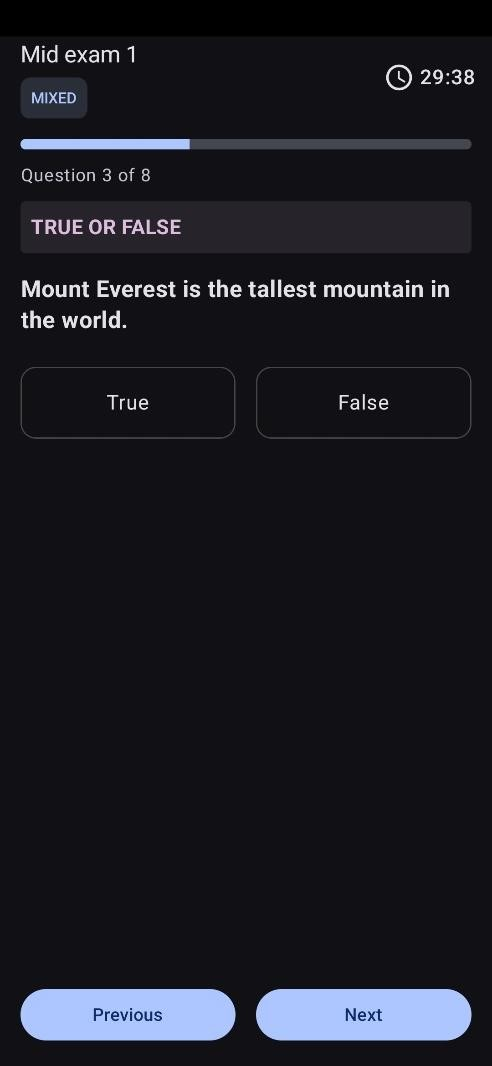 Mid exam 1
29:38
MIXED
Question 3 of 8
TRUE OR FALSE
Mount Everest is the tallest mountain in
the world.
True
False
Previous
Next